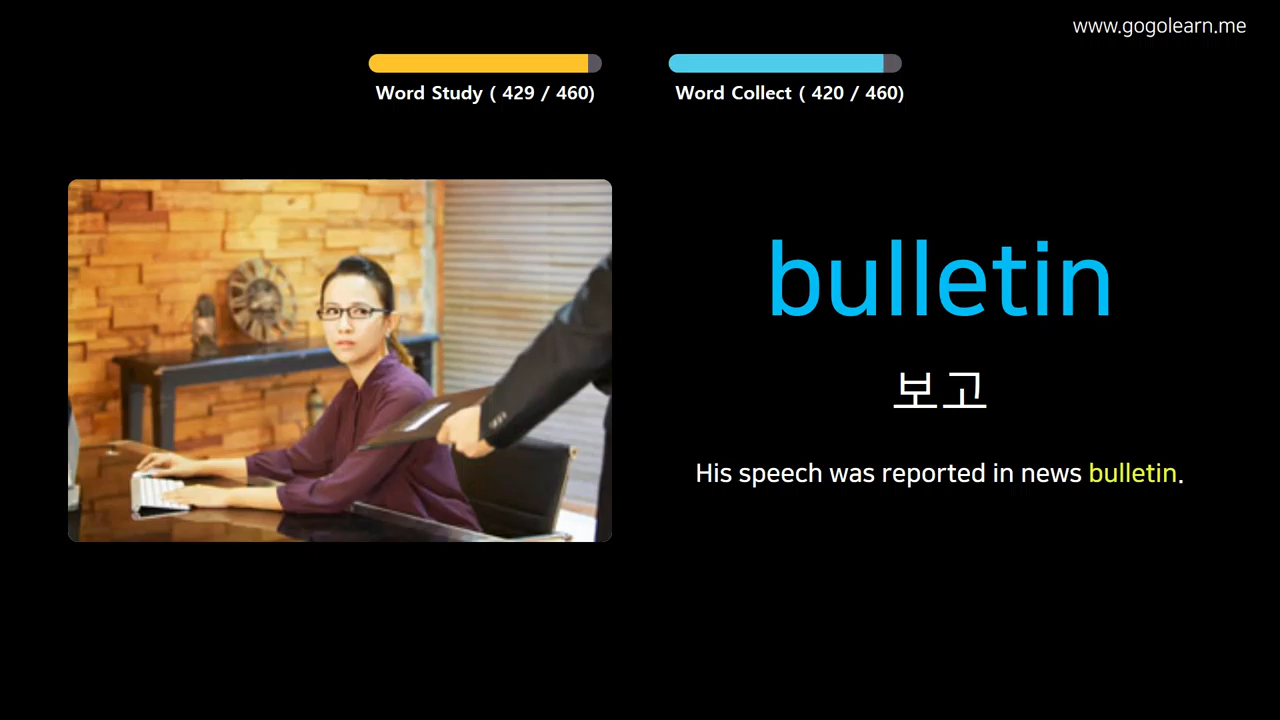 www.gogolearn.me
Word Study ( 429 / 460)
Word Collect ( 420 / 460)
bulletin
보고
His speech was reported in news bulletin.